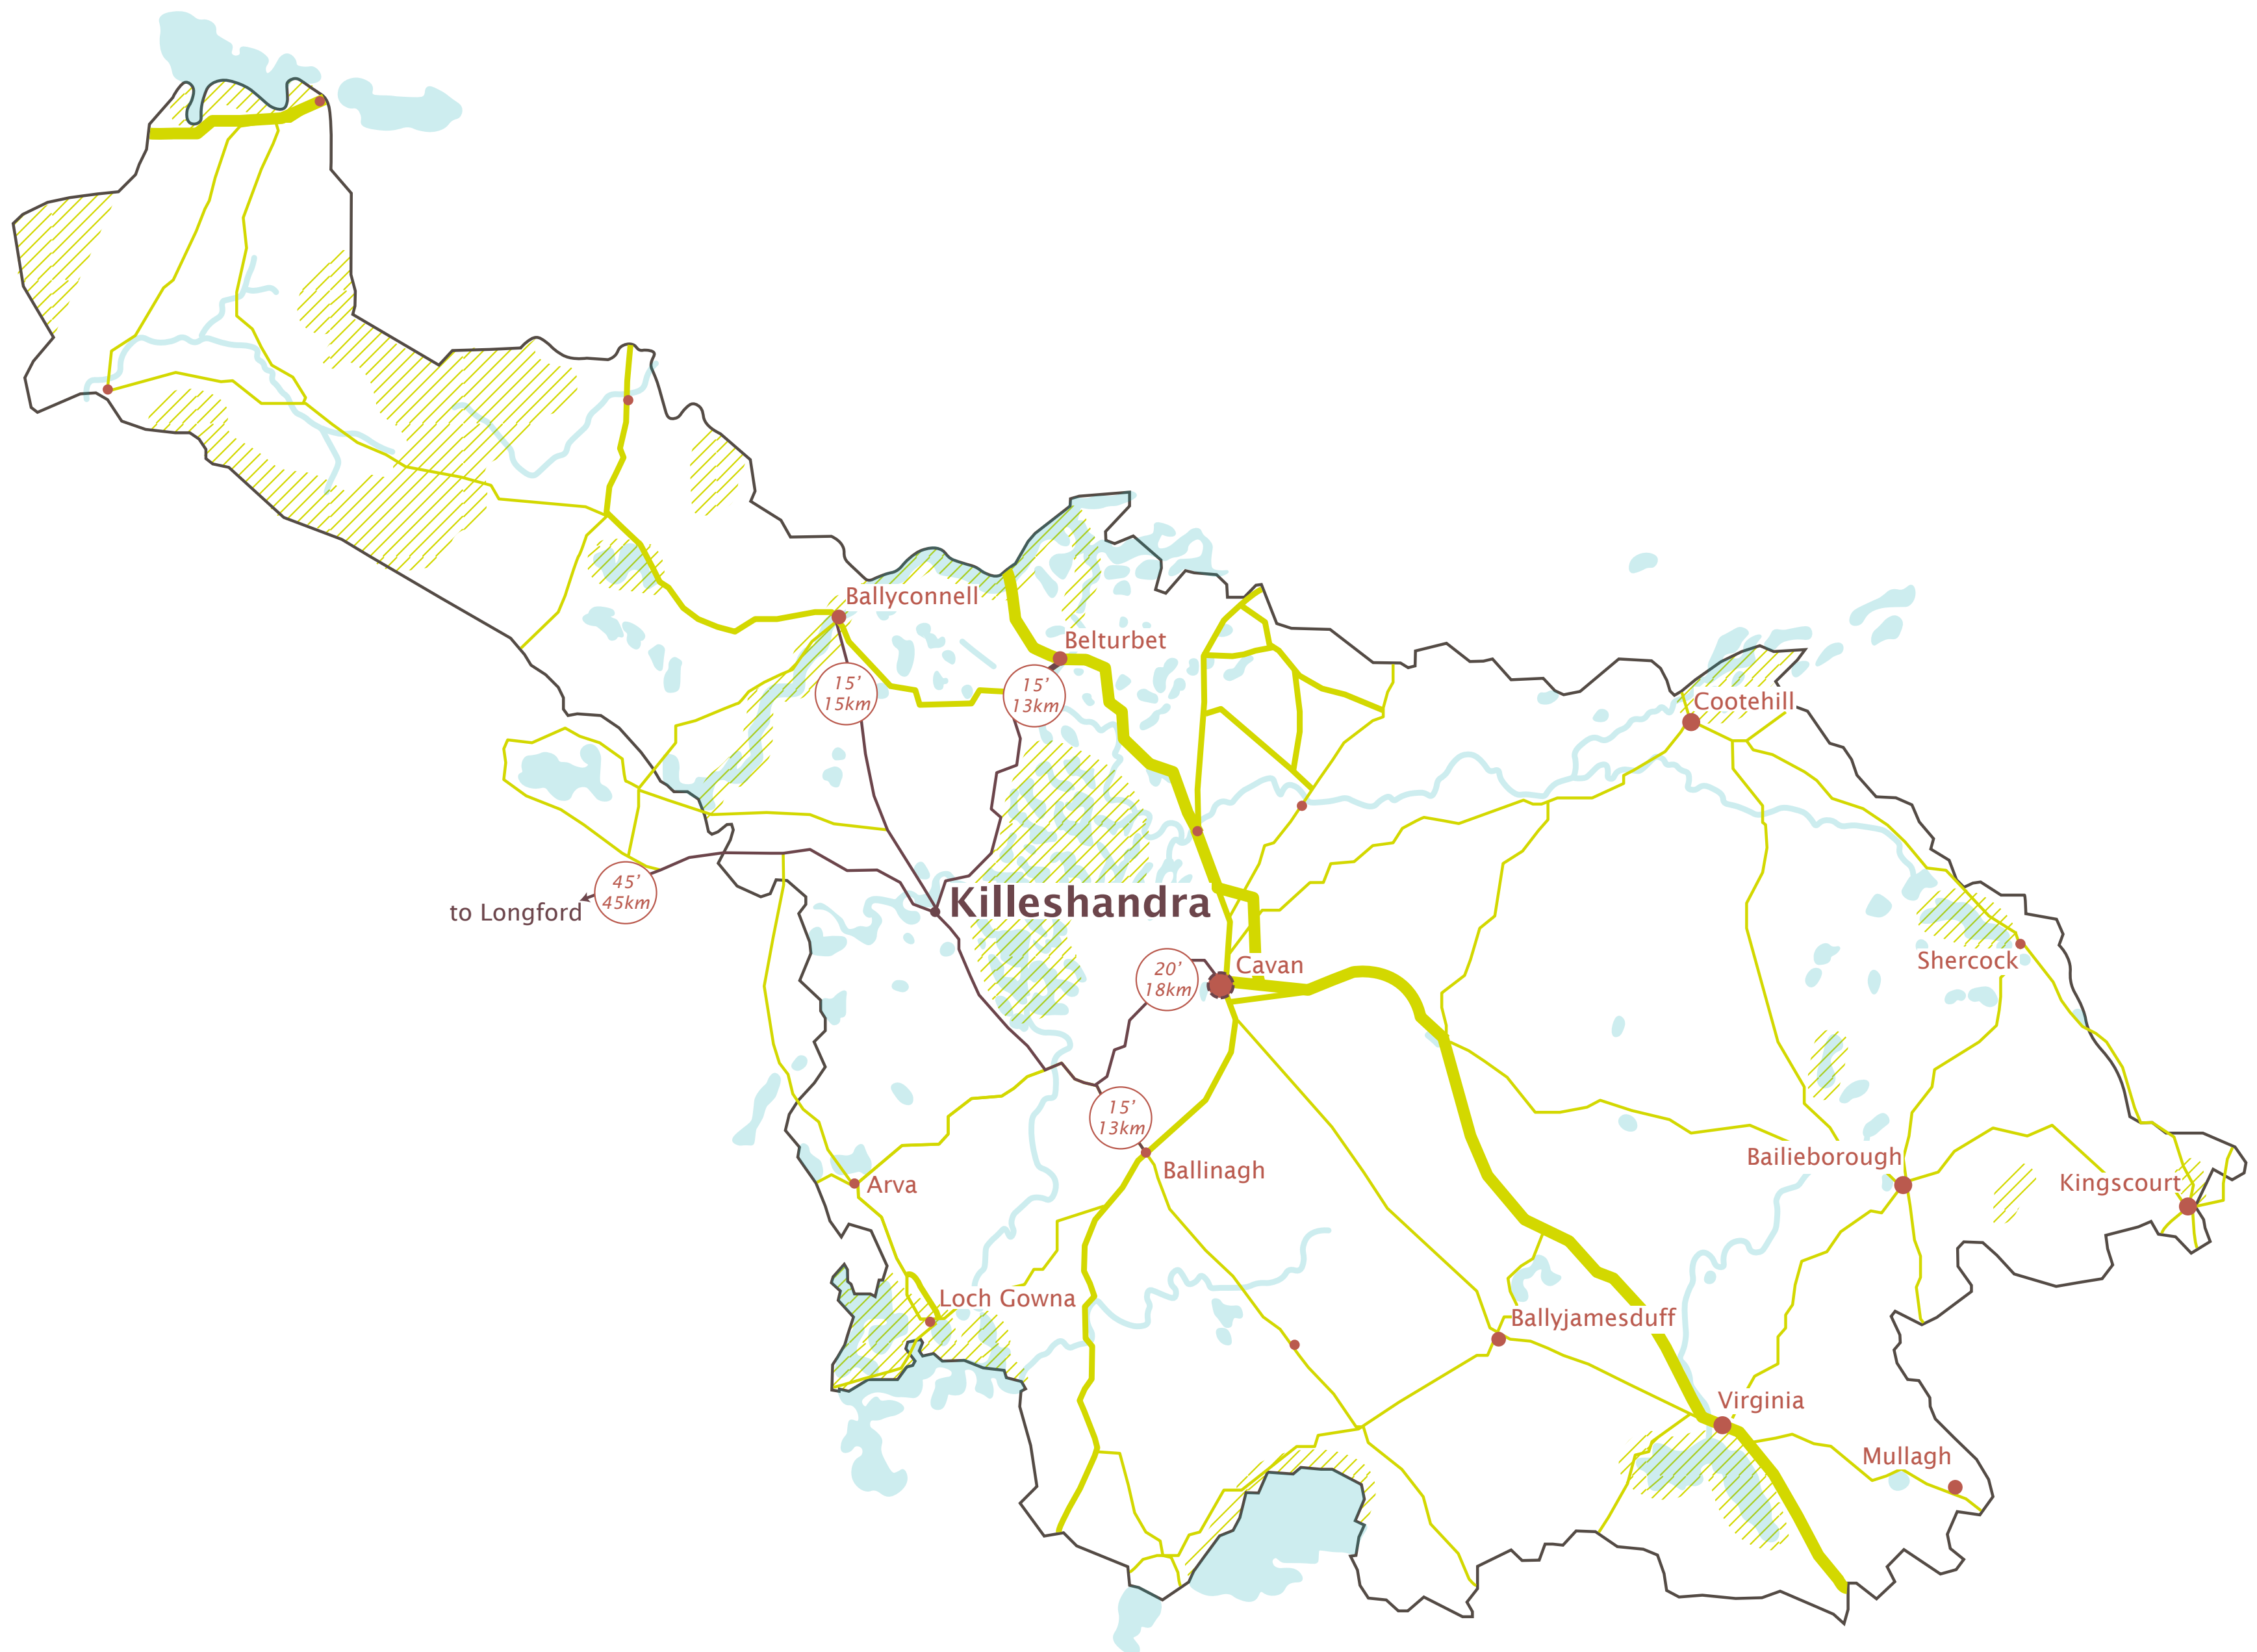 Ballyconnell
Belturbet
15’
15km
15’
13km
Cootehill
45’
45km
to Longford
Killeshandra
20’
18km
Cavan
Shercock
15’
13km
Ballinagh
Bailieborough
Kingscourt
Arva
Loch Gowna
Ballyjamesduff
Virginia
Mullagh